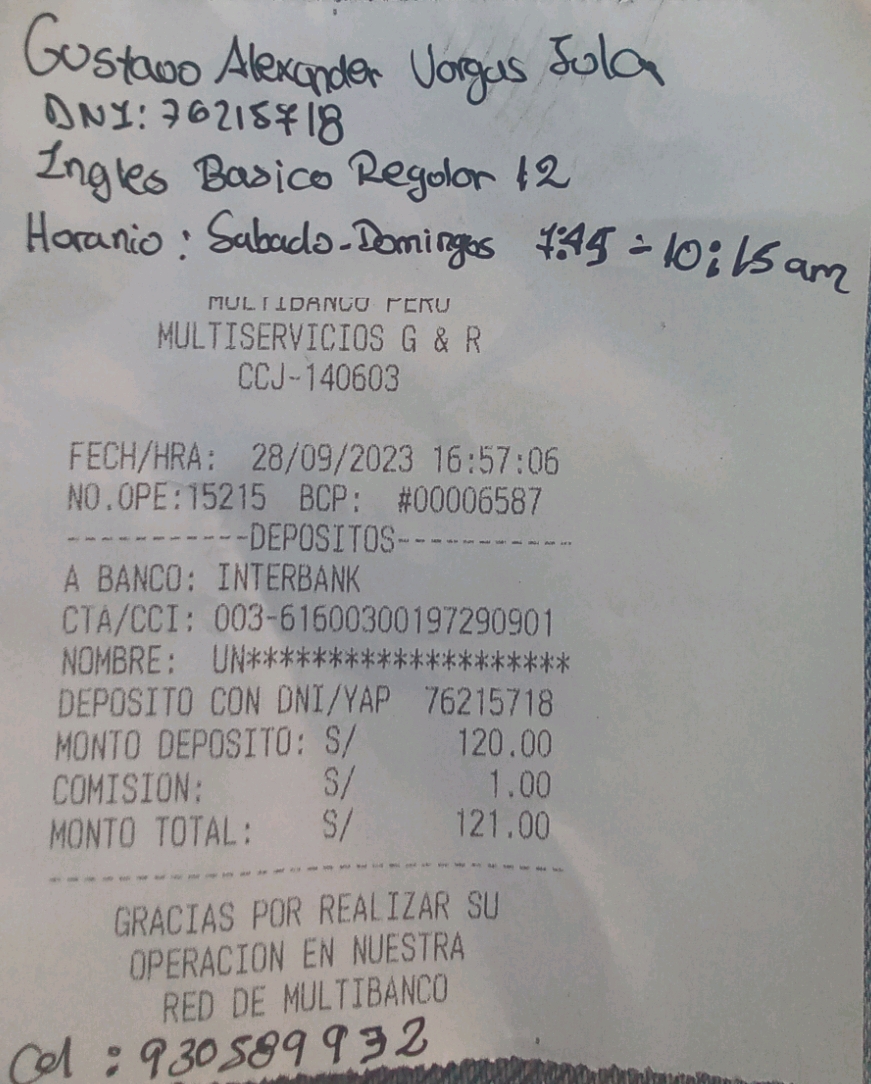 Gustavo Alexander Vargas Jula
DNI: 76215718
Ingles Basico Regular 12
Horario: Sabado-Domingos 7:45 - 10:15 am
MULTIBANCO PERU
MULTISERVICIOS G & R
CCJ-140603
FECH/HRA: 28/09/2023 16:57:06
NO.OPE:15215 BCP: #00006587
-----------DEPOSITOS-----------
A BANCO: INTERBANK
CTA/CCI: 003-61600300197290901
NOMBRE: UN********************
DEPOSITO CON DNI/YAP 76215718
MONTO DEPOSITO: S/ 120.00
COMISION: S/ 1.00
MONTO TOTAL: S/ 121.00
GRACIAS POR REALIZAR SU
OPERACION EN NUESTRA
RED DE MULTIBANCO
Cel : 930589932